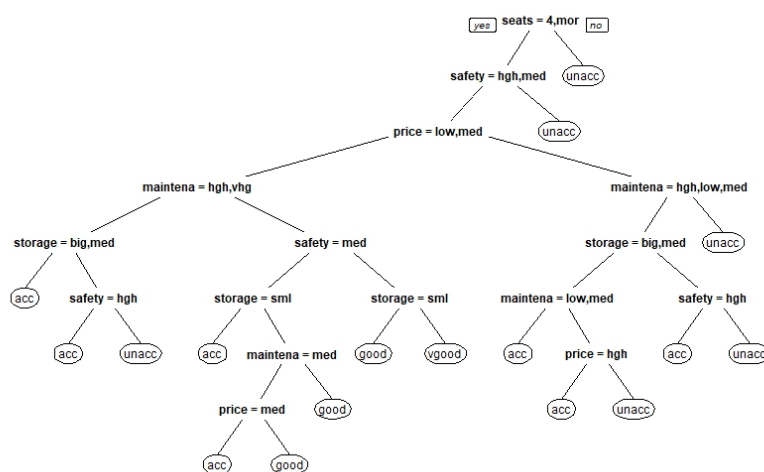 yes seats = 4,mor no
safety = hgh,med unacc
price = low,med unacc
maintena = hgh,vhg maintena = hgh,low,med
storage = big,med safety = med storage = big,med unacc
acc safety = hgh storage = sml storage = sml maintena = low,med safety = hgh
acc unacc acc maintena = med good vgood acc price = hgh acc unacc
price = med good acc unacc
acc good